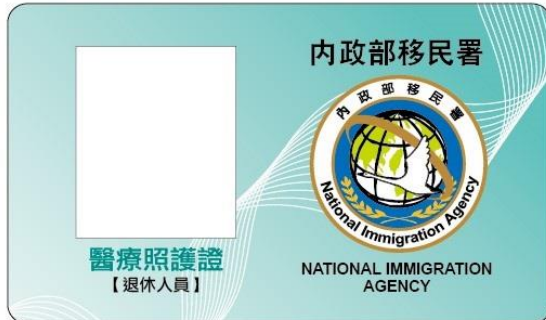 內政部移民署
內政部移民署
National Immigration Agency
NATIONAL IMMIGRATION
AGENCY
醫療照護證
【退休人員】